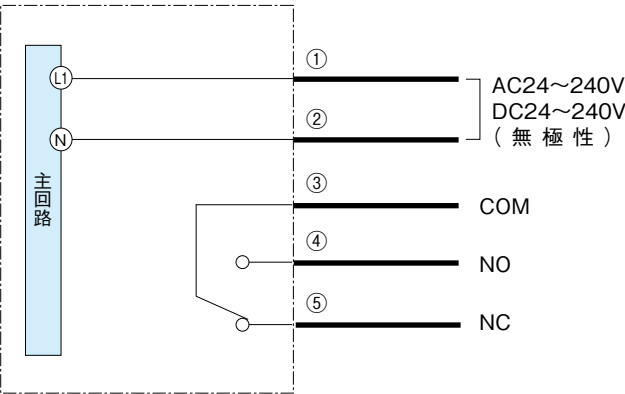 ①
L1
AC24～240V
DC24～240V
②
（無極性）
N
③
主回路
COM
④
NO
⑤
NC